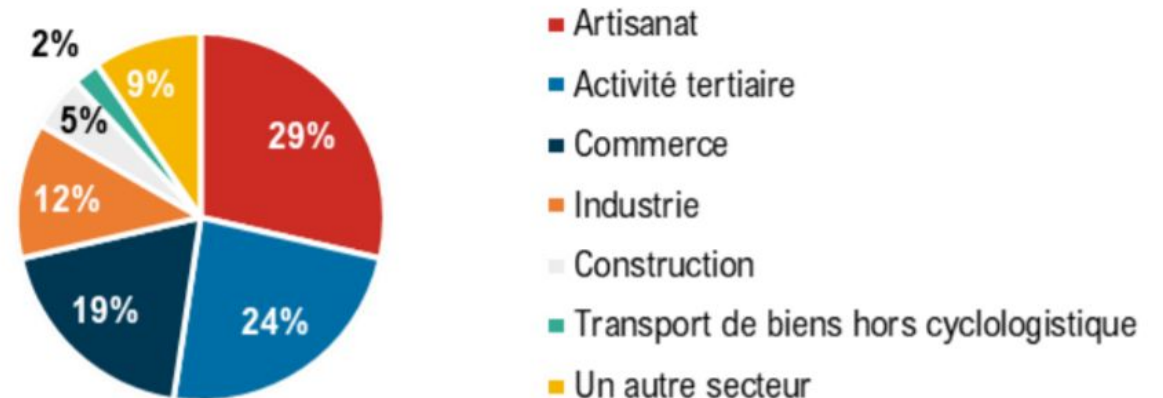 2%
9%
5%
29%
12%
19%
24%
Artisanat
Activité tertiaire
Commerce
Industrie
Construction
Transport de biens hors cyclologistique
Un autre secteur